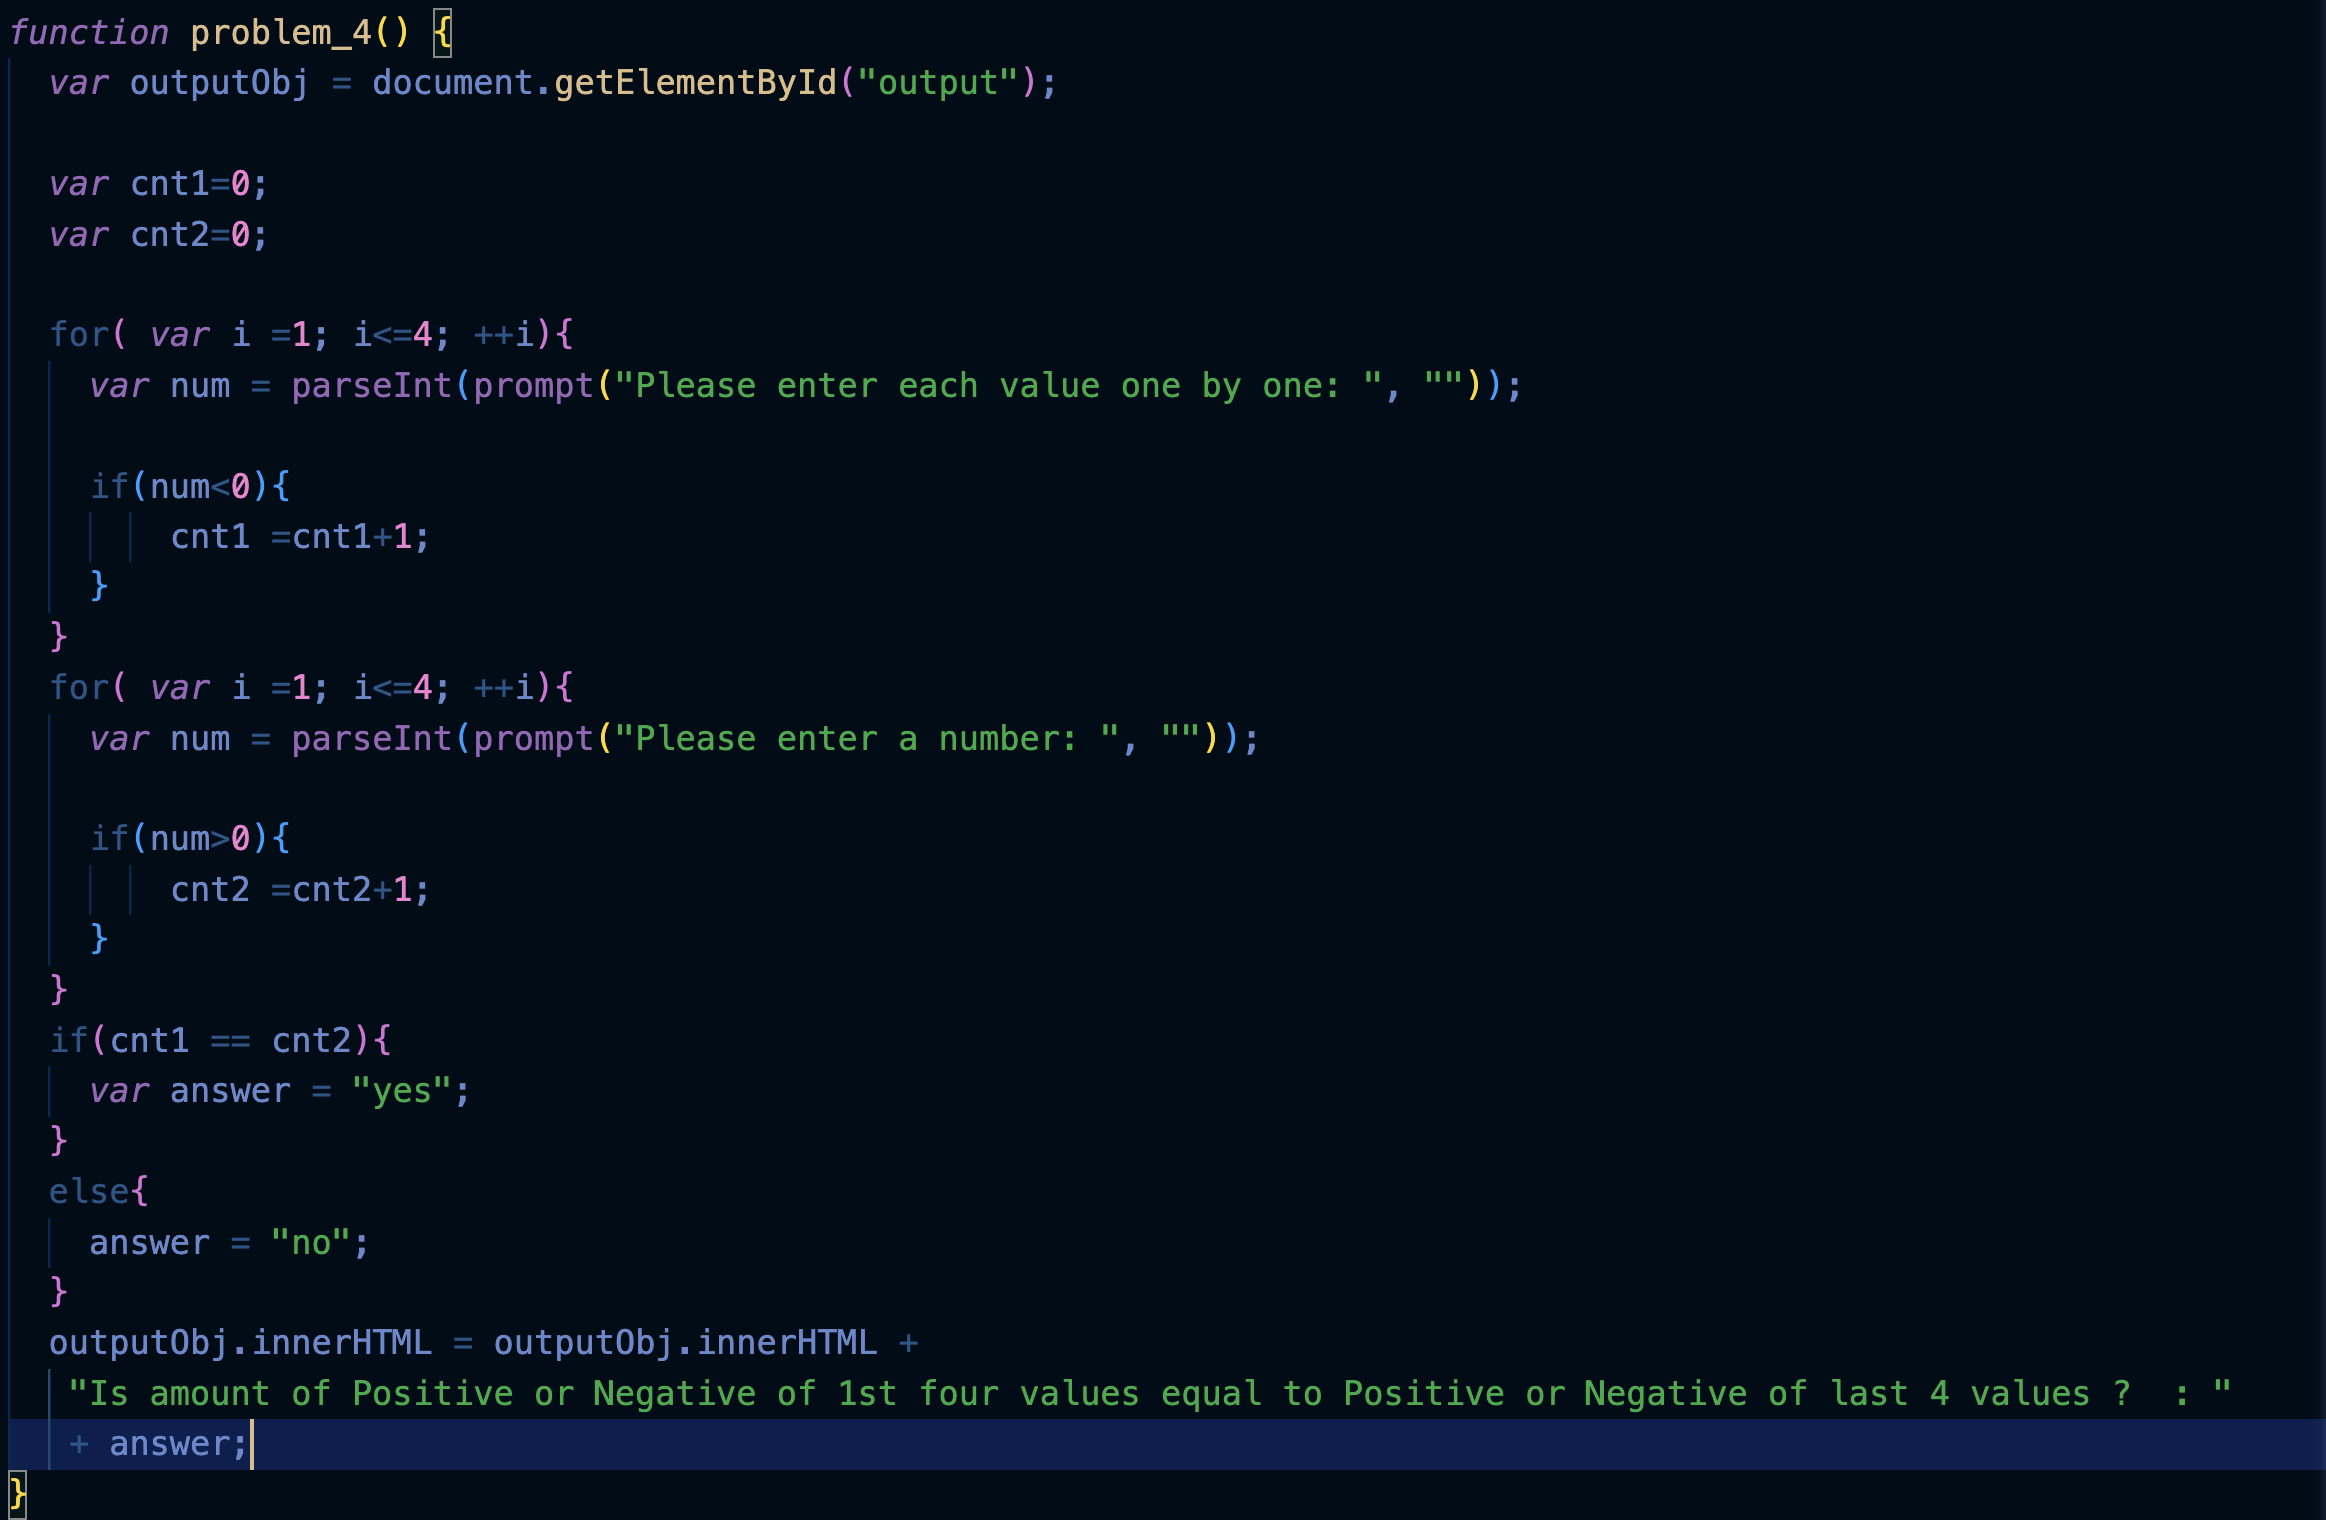 function problem_4() {
var outputObj = document.getElementById("output");
var cnt1=0;
var cnt2=0;
for( var i =1; i<=4; ++i){
var num = parseInt(prompt("Please enter each value one by one: ", ""));
if(num<0){
cnt1 =cnt1+1;
}
}
for( var i =1; i<=4; ++i){
var num = parseInt(prompt("Please enter a number: ", ""));
if(num>0){
cnt2 =cnt2+1;
}
}
if(cnt1 == cnt2){
var answer = "yes";
}
else{
answer = "no";
}
outputObj.innerHTML = outputObj.innerHTML +
"Is amount of Positive or Negative of 1st four values equal to Positive or Negative of last 4 values ?  : "
+ answer;
}